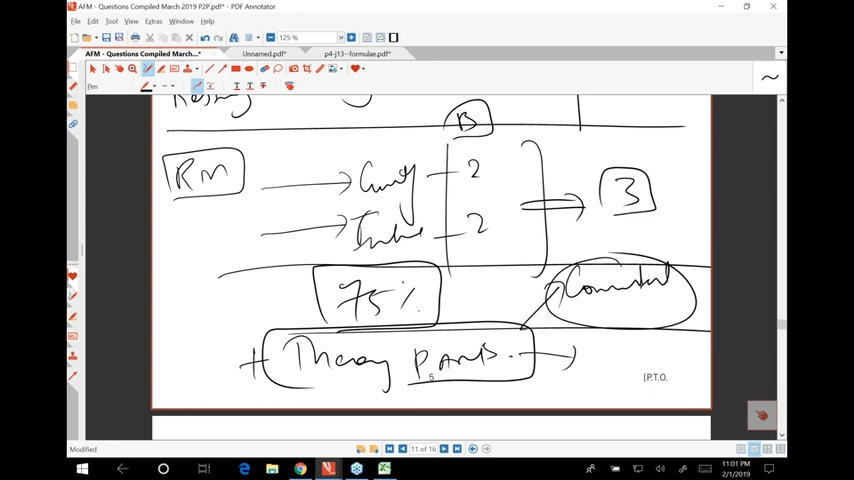 AFM - Questions Compiled March 2019 P2P.pdf* - PDF Annotator
File Edit Tool View Extras Window Help
125 %
AFM - Questions Compiled March...* Unnamed.pdf* p4-j13--formulae.pdf*
Pen
B
RM
2
2
3
75%
+ Theory Parts.
5
[P.T.O.
Modified
11 of 16
11:01 PM
2/1/2019